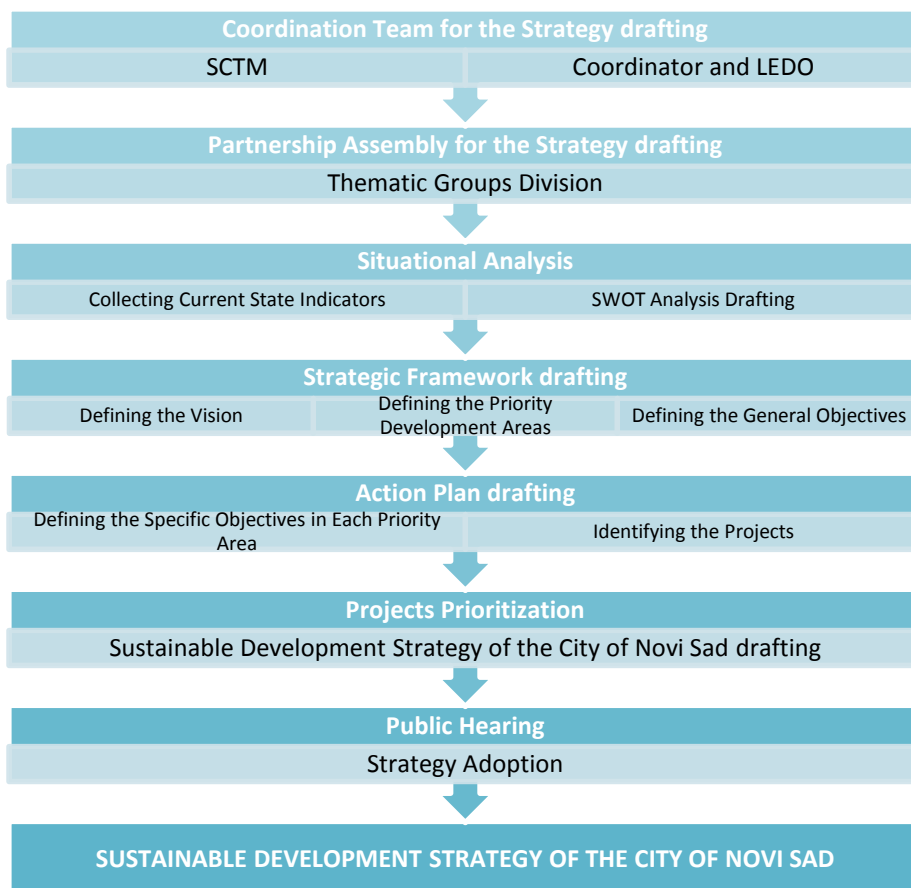 Coordination Team for the Strategy drafting
SCTM
Coordinator and LEDO
Partnership Assembly for the Strategy drafting
Thematic Groups Division
Situational Analysis
Collecting Current State Indicators
SWOT Analysis Drafting
Strategic Framework drafting
Defining the Vision
Defining the Priority
Development Areas
Defining the General Objectives
Action Plan drafting
Defining the Specific Objectives in Each Priority
Area
Identifying the Projects
Projects Prioritization
Sustainable Development Strategy of the City of Novi Sad drafting
Public Hearing
Strategy Adoption
SUSTAINABLE DEVELOPMENT STRATEGY OF THE CITY OF NOVI SAD